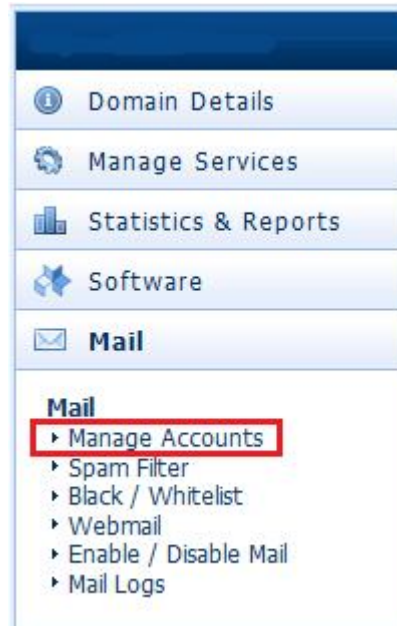 Domain Details
Manage Services
Statistics & Reports
Software
Mail
Mail
Manage Accounts
Spam Filter
Black / Whitelist
Webmail
Enable / Disable Mail
Mail Logs